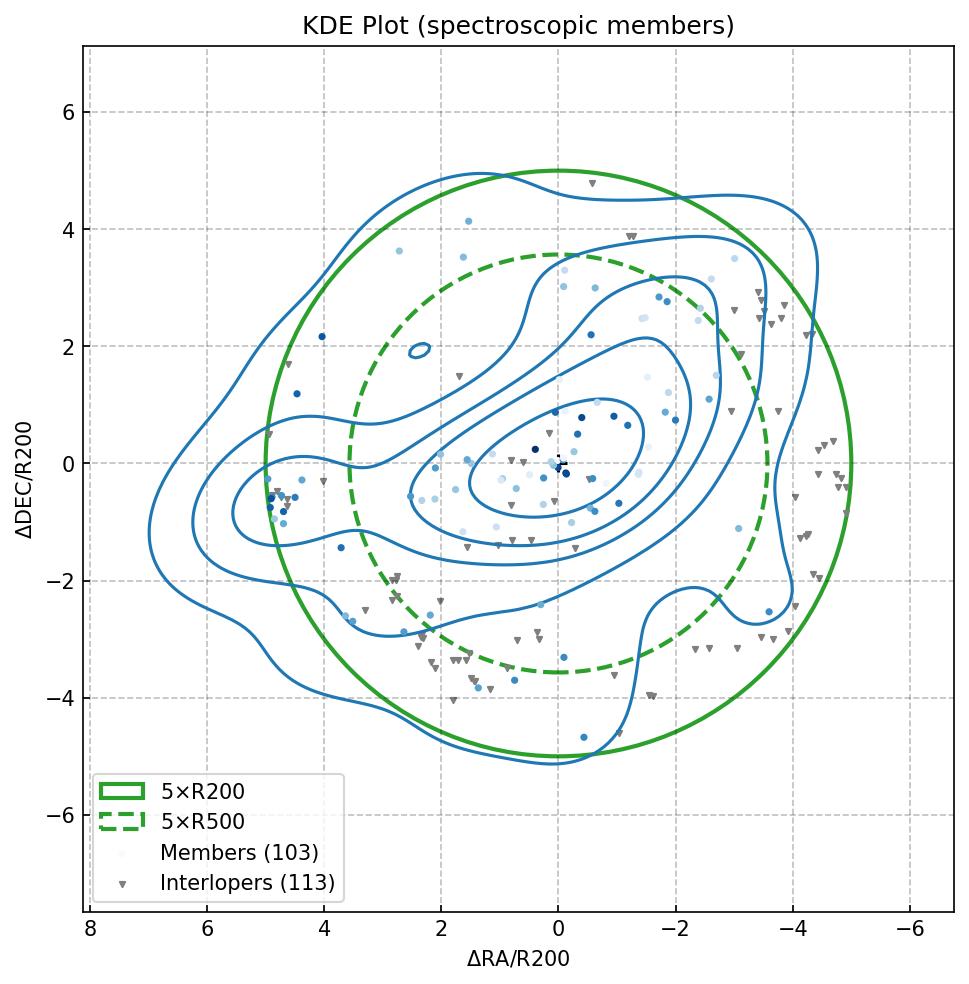 KDE Plot (spectroscopic members)
6
4
2
0
−2
−4
−6
ΔDEC/R200
5×R200
5×R500
Members (103)
Interlopers (113)
8 6 4 2 0 −2 −4 −6
ΔRA/R200